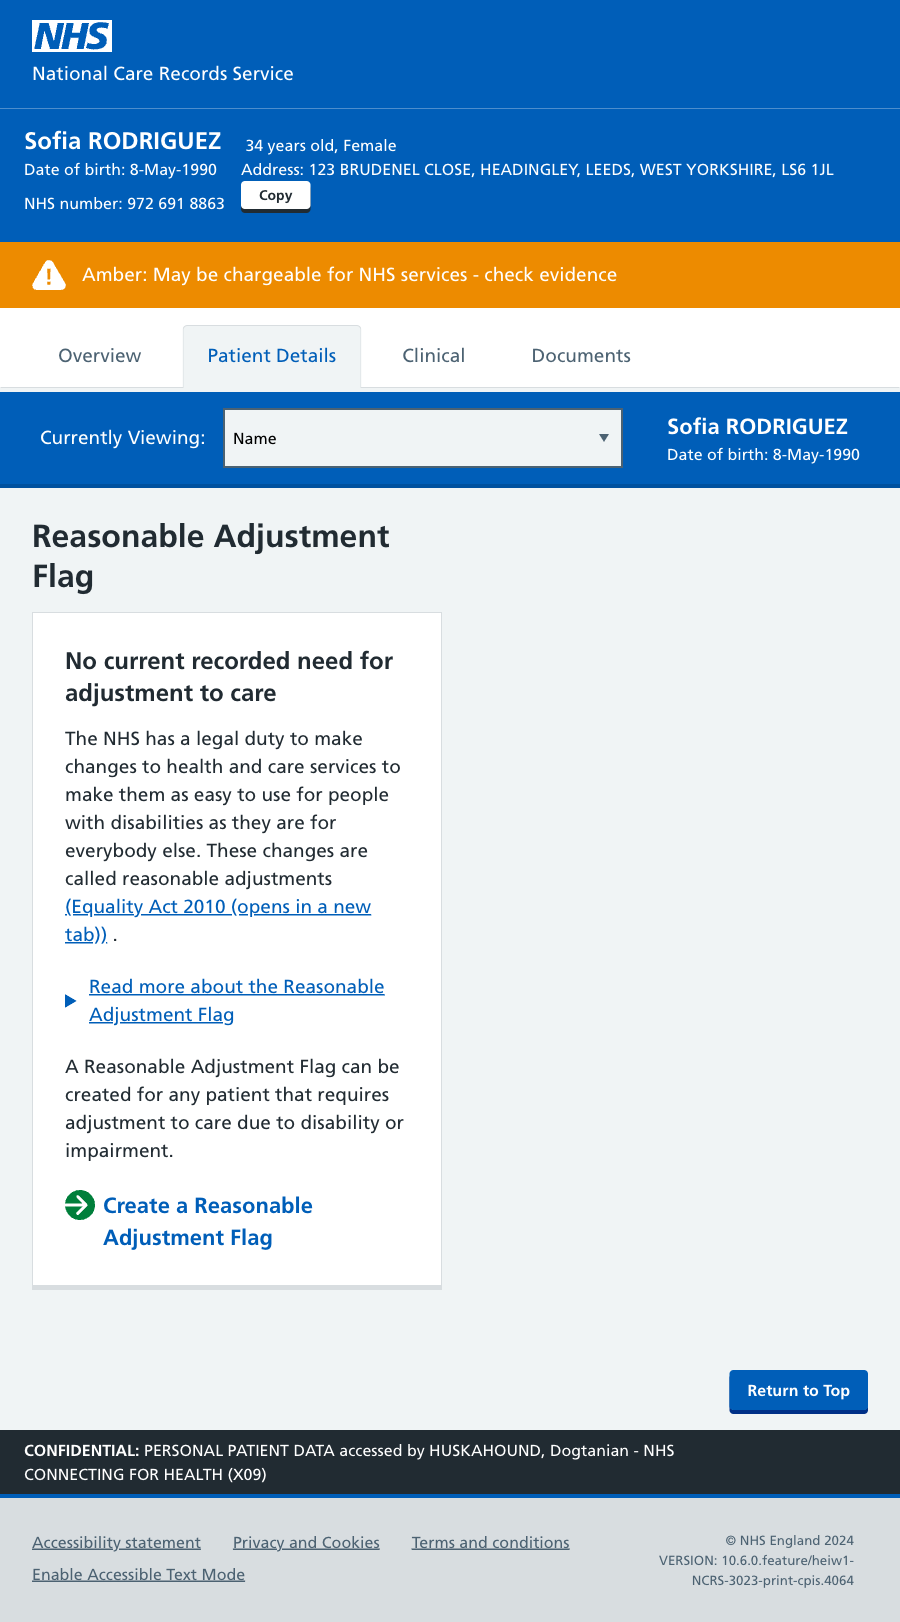 NHS
National Care Records Service
Sofia RODRIGUEZ
34 years old, Female
Date of birth: 8-May-1990
Address: 123 BRUDENEL CLOSE, HEADINGLEY, LEEDS, WEST YORKSHIRE, LS6 1JL
NHS number: 972 691 8863
Copy
Amber: May be chargeable for NHS services - check evidence
Overview
Patient Details
Clinical
Documents
Currently Viewing:
Name
Sofia RODRIGUEZ
Date of birth: 8-May-1990
Reasonable Adjustment
Flag
No current recorded need for
adjustment to care
The NHS has a legal duty to make
changes to health and care services to
make them as easy to use for people
with disabilities as they are for
everybody else. These changes are
called reasonable adjustments
(Equality Act 2010 (opens in a new
tab)) .
Read more about the Reasonable
Adjustment Flag
A Reasonable Adjustment Flag can be
created for any patient that requires
adjustment to care due to disability or
impairment.
Create a Reasonable
Adjustment Flag
Return to Top
CONFIDENTIAL: PERSONAL PATIENT DATA accessed by HUSKAHOUND, Dogtanian - NHS
CONNECTING FOR HEALTH (X09)
Accessibility statement
Privacy and Cookies
Terms and conditions
Enable Accessible Text Mode
© NHS England 2024
VERSION: 10.6.0.feature/heiw1-
NCRS-3023-print-cpis.4064